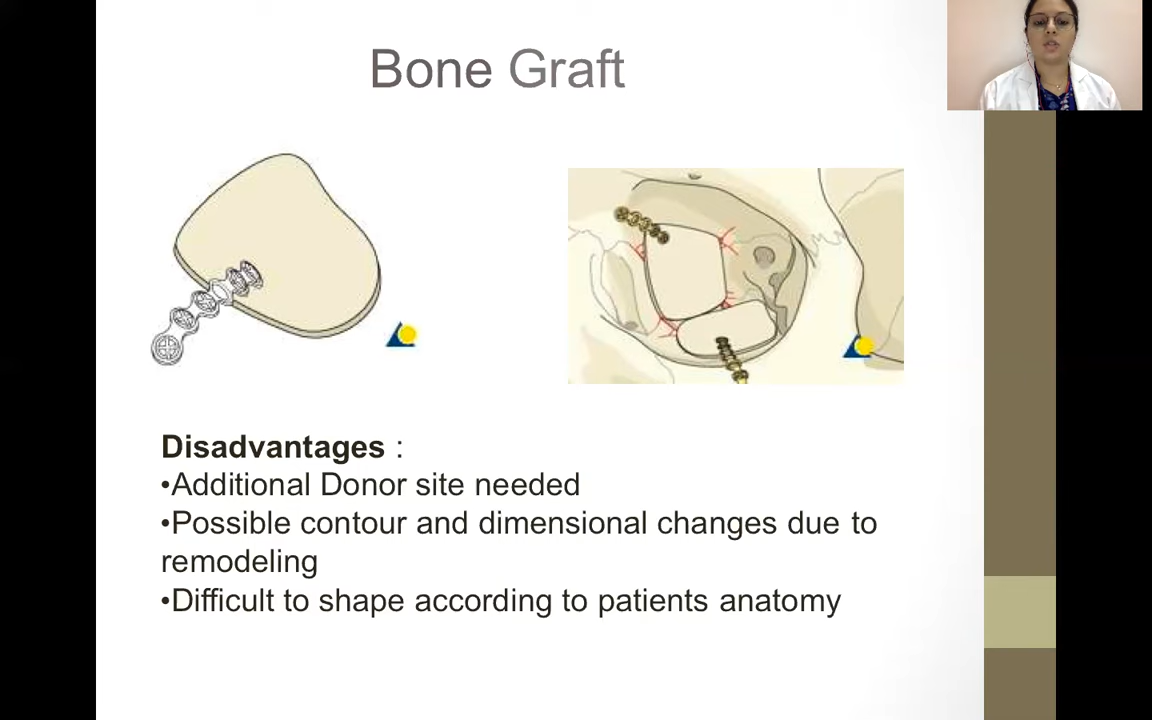 Bone Graft
Disadvantages :
•Additional Donor site needed
•Possible contour and dimensional changes due to
remodeling
•Difficult to shape according to patients anatomy